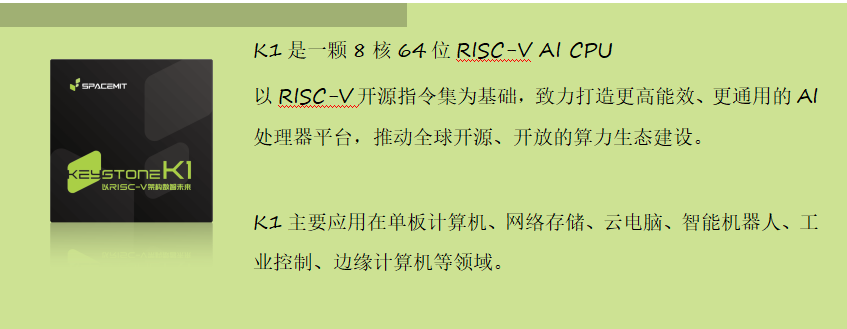 SPACEMIT
KEYSTONE K1
以RISC-V架构数智未来
K1 是一颗 8 核 64 位 RISC-V AI CPU
以 RISC-V 开源指令集为基础，致力打造更高能效、更通用的 AI
处理器平台，推动全球开源、开放的算力生态建设。
K1 主要应用在单板计算机、网络存储、云电脑、智能机器人、工
业控制、边缘计算机等领域。